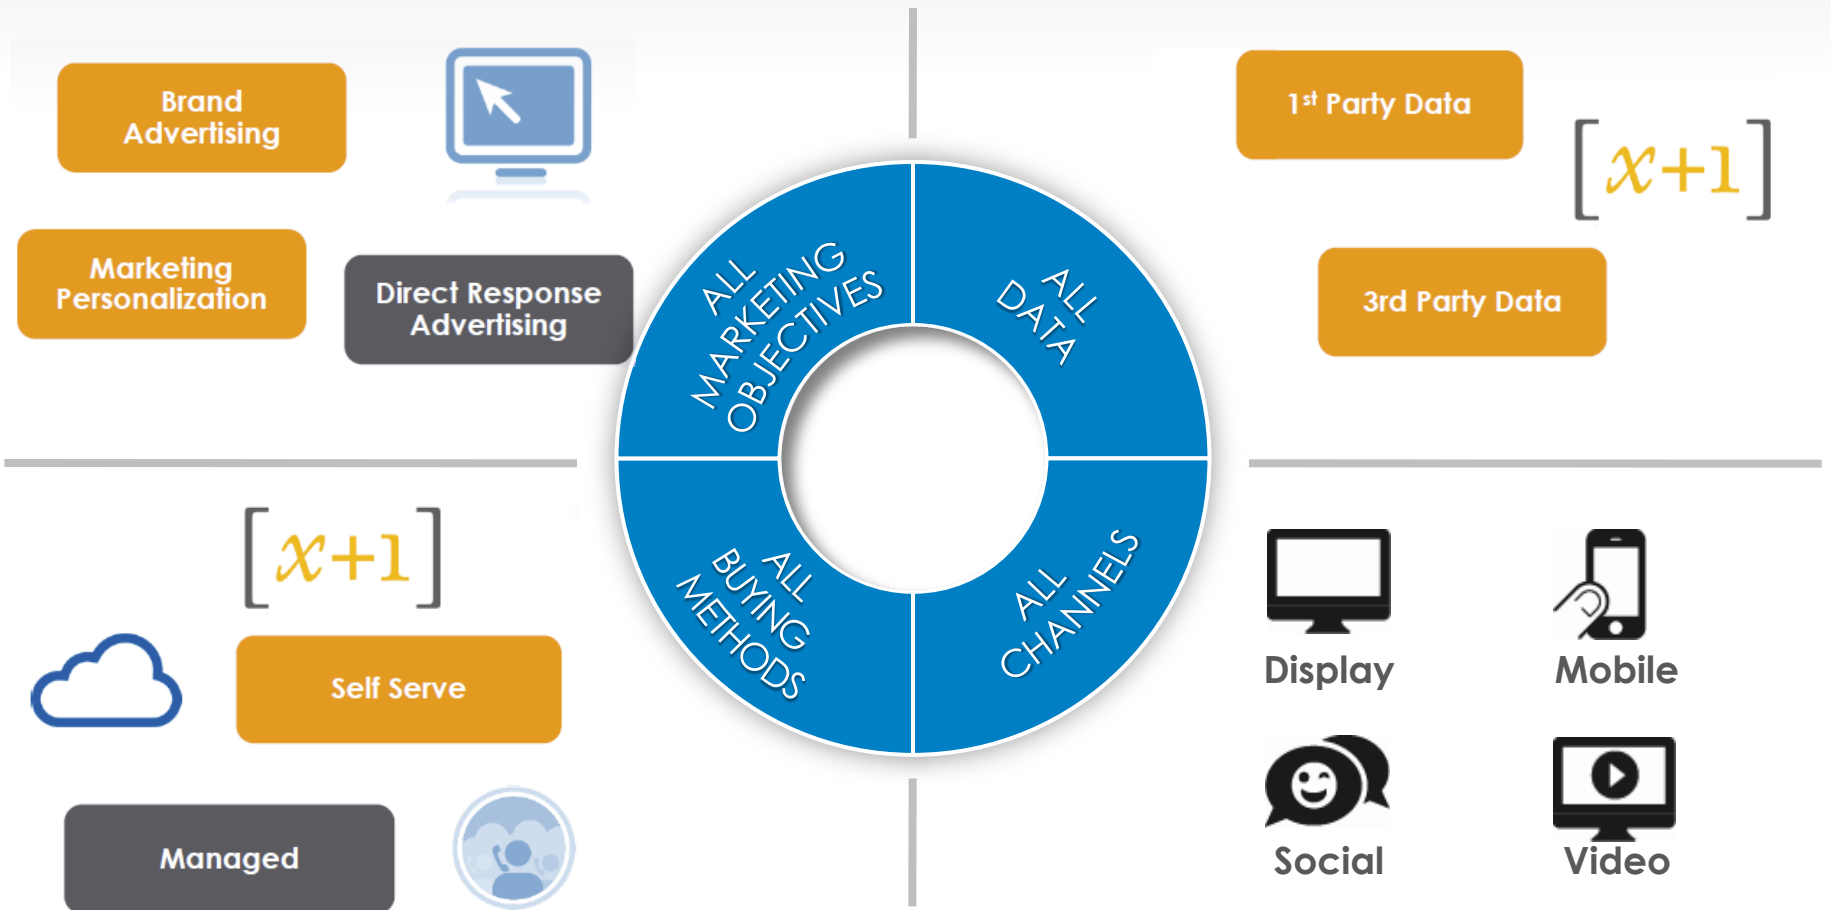 Brand
Advertising
Marketing
Personalization
Direct Response
Advertising
1st Party Data
[x+1]
3rd Party Data
ALL
MARKETING
OBJECTIVES
ALL
DATA
ALL
BUYING
METHODS
ALL
CHANNELS
[x+1]
Self Serve
Managed
Display
Mobile
Social
Video